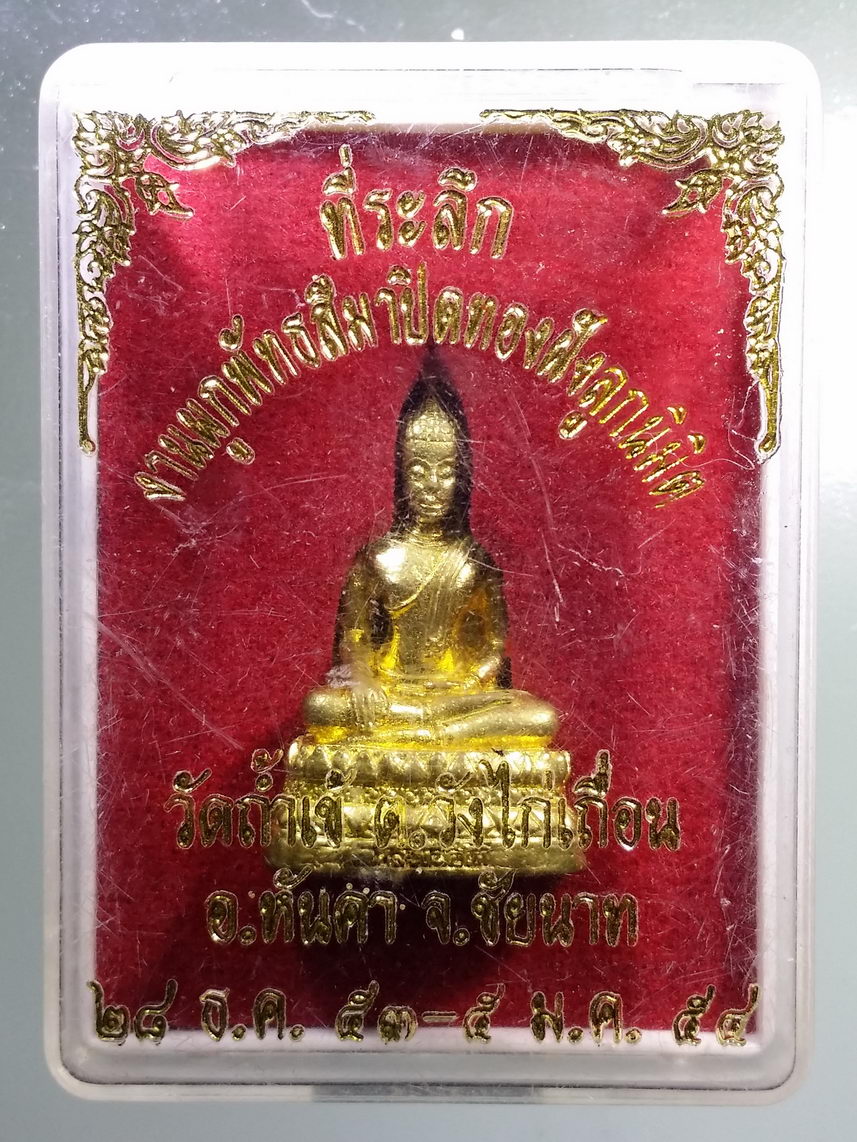 ที่ระลึก
งานผูกพัทธสีมาปิดทองฝังลูกนิมิต
วัดถ้ำเข้ ต.วังไก่เถื่อน
อ.หันคา จ.ชัยนาท
๒๘ ธ.ค. ๕๓-๕ ม.ค. ๕๔